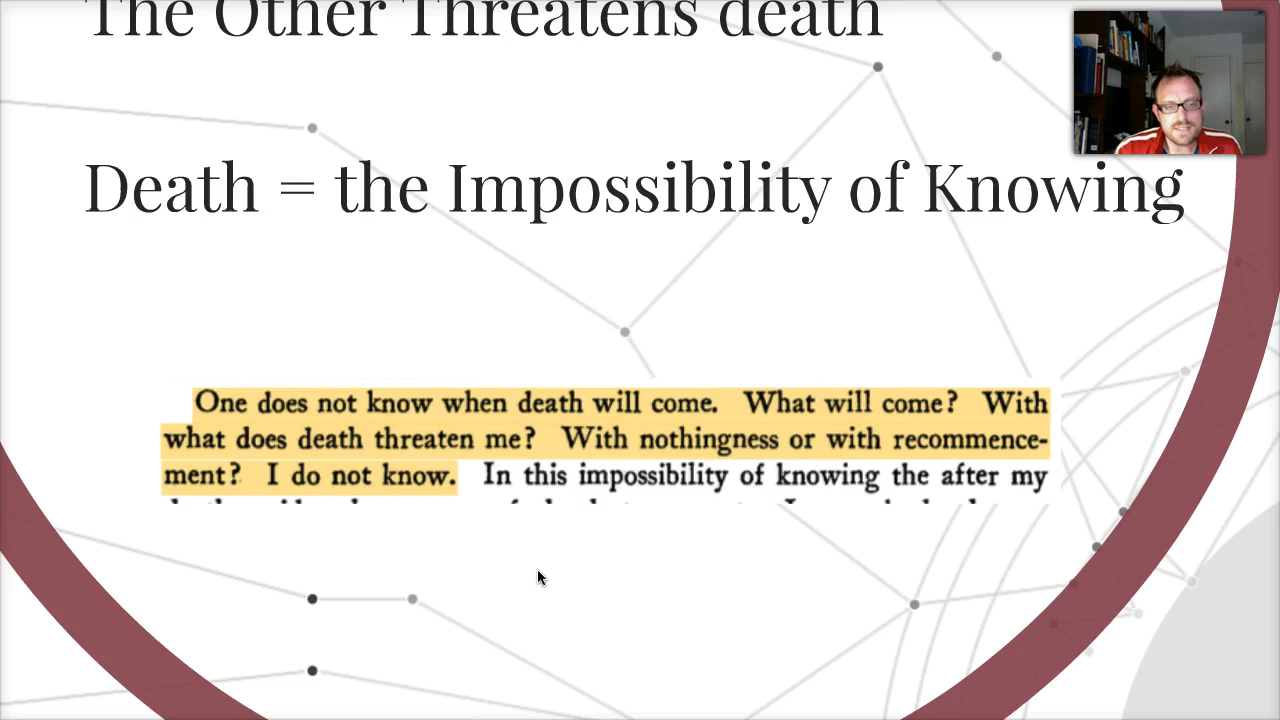 The Other Threatens death
Death = the Impossibility of Knowing
One does not know when death will come. What will come? With
what does death threaten me? With nothingness or with recommence-
ment? I do not know. In this impossibility of knowing the after my